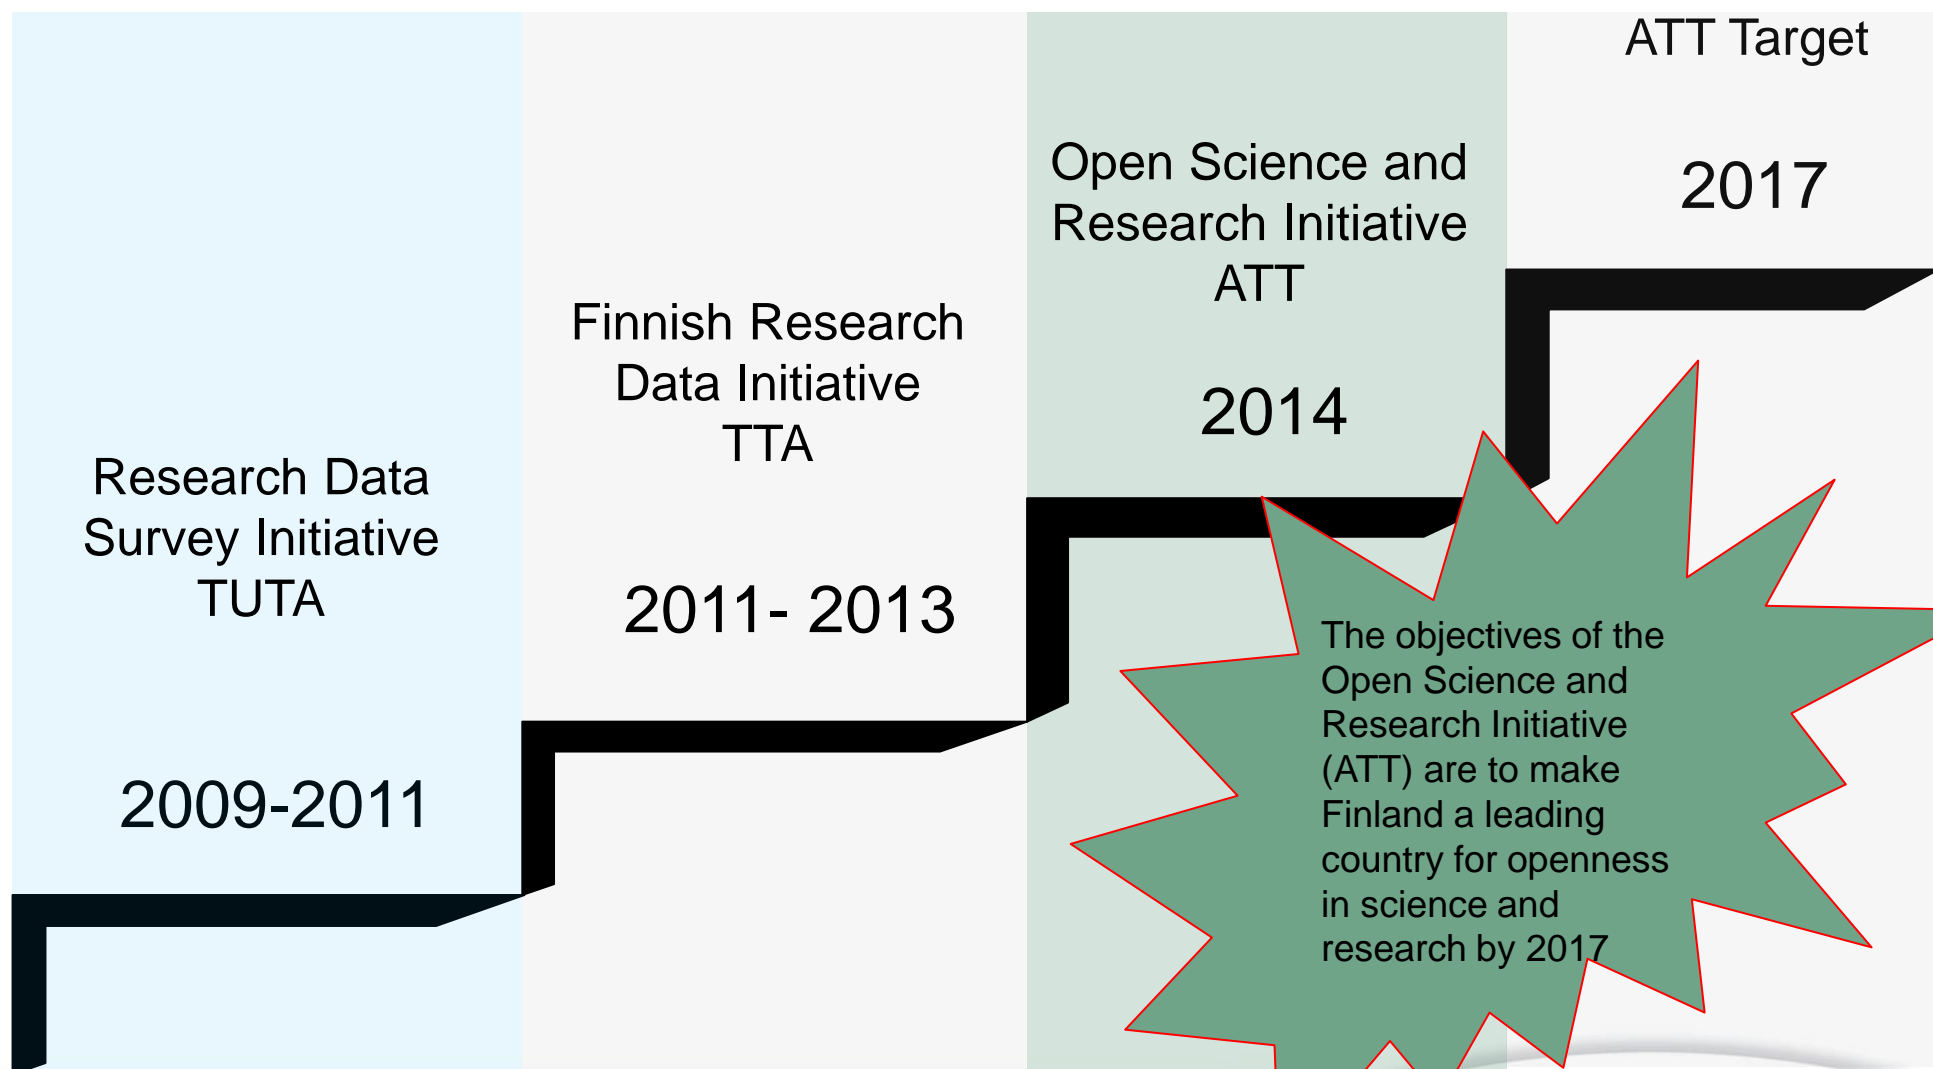 Research Data
Survey Initiative
TUTA
2009-2011
Finnish Research
Data Initiative
TTA
2011- 2013
Open Science and
Research Initiative
ATT
2014
ATT Target
2017
The objectives of the
Open Science and
Research Initiative
(ATT) are to make
Finland a leading
country for openness
in science and
research by 2017